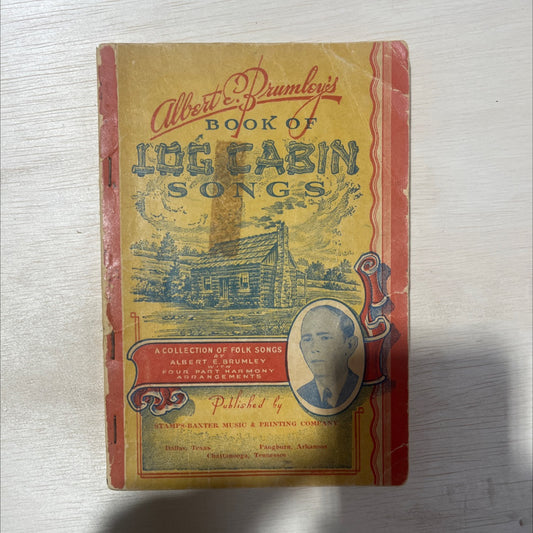 Albert E. Brumley's
BOOK OF
LOG CABIN
SONGS
A COLLECTION OF FOLK SONGS
BY
ALBERT E. BRUMLEY
WITH
FOUR PART HARMONY
ARRANGEMENTS
Published by
STAMPS-BAXTER MUSIC & PRINTING COMPANY
Dallas, Texas Pangburn, Arkansas
Chattanooga, Tennessee